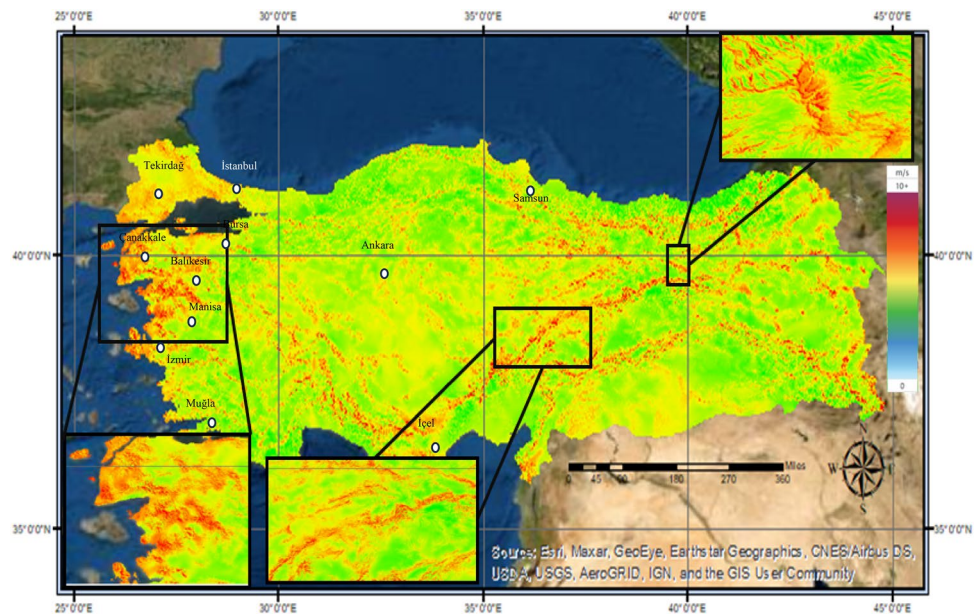 25°0'0"E 30°0'0"E 35°0'0"E 40°0'0"E 45°0'0"E
m/s
10+
0
Tekirdağ
İstanbul
Samsun
Bursa
Çanakkale
Ankara
40°0'0"N
40°0'0"N
Balıkesir
Manisa
İzmir
Muğla
İçel
N
W E
S
Miles
0 45 90 180 270 360
35°0'0"N
35°0'0"N
Source: Esri, Maxar, GeoEye, Earthstar Geographics, CNES/Airbus DS,
USDA, USGS, AeroGRID, IGN, and the GIS User Community
25°0'0"E 30°0'0"E 35°0'0"E 40°0'0"E 45°0'0"E